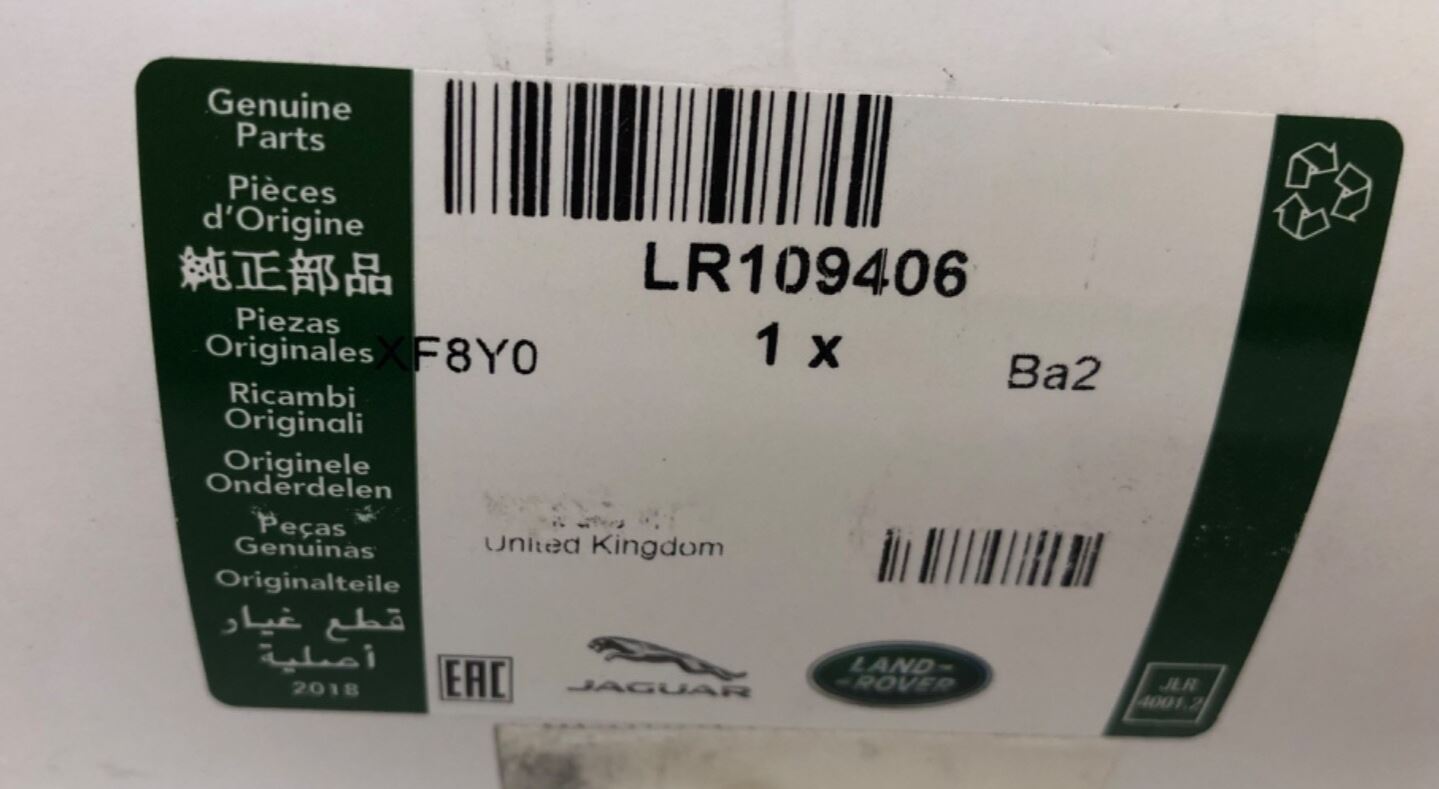 Genuine
Parts
Pièces
d'Origine
純正部品
Piezas
Originales
Ricambi
Originali
Originele
Onderdelen
Peças
Genuinas
Originalteile
قطع غيار
أصلية
2018
LR109406
XF8Y0
1 x
Ba2
United Kingdom
EAC
JAGUAR
LAND-
-ROVER
JLR
4001.2